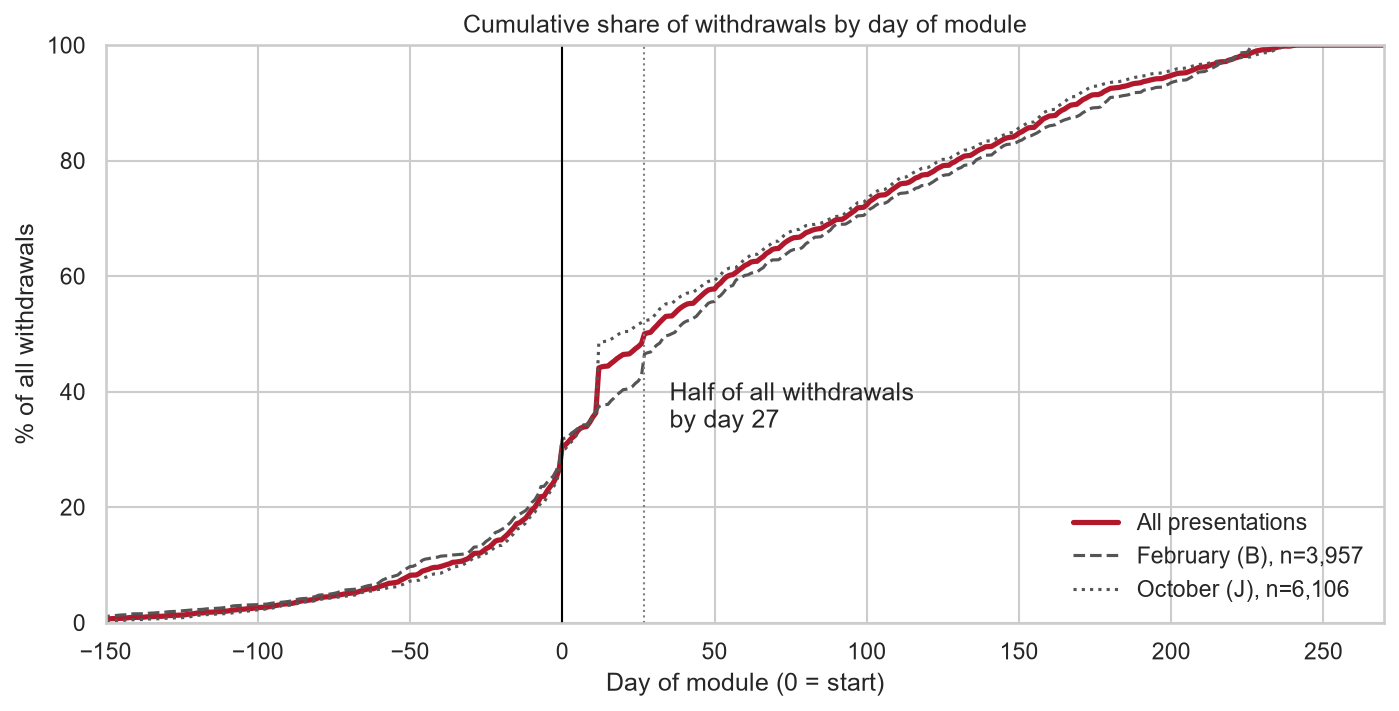 Cumulative share of withdrawals by day of module
100
80
60
40
20
0
% of all withdrawals
Half of all withdrawals
by day 27
All presentations
February (B), n=3,957
October (J), n=6,106
−150 −100 −50 0 50 100 150 200 250
Day of module (0 = start)